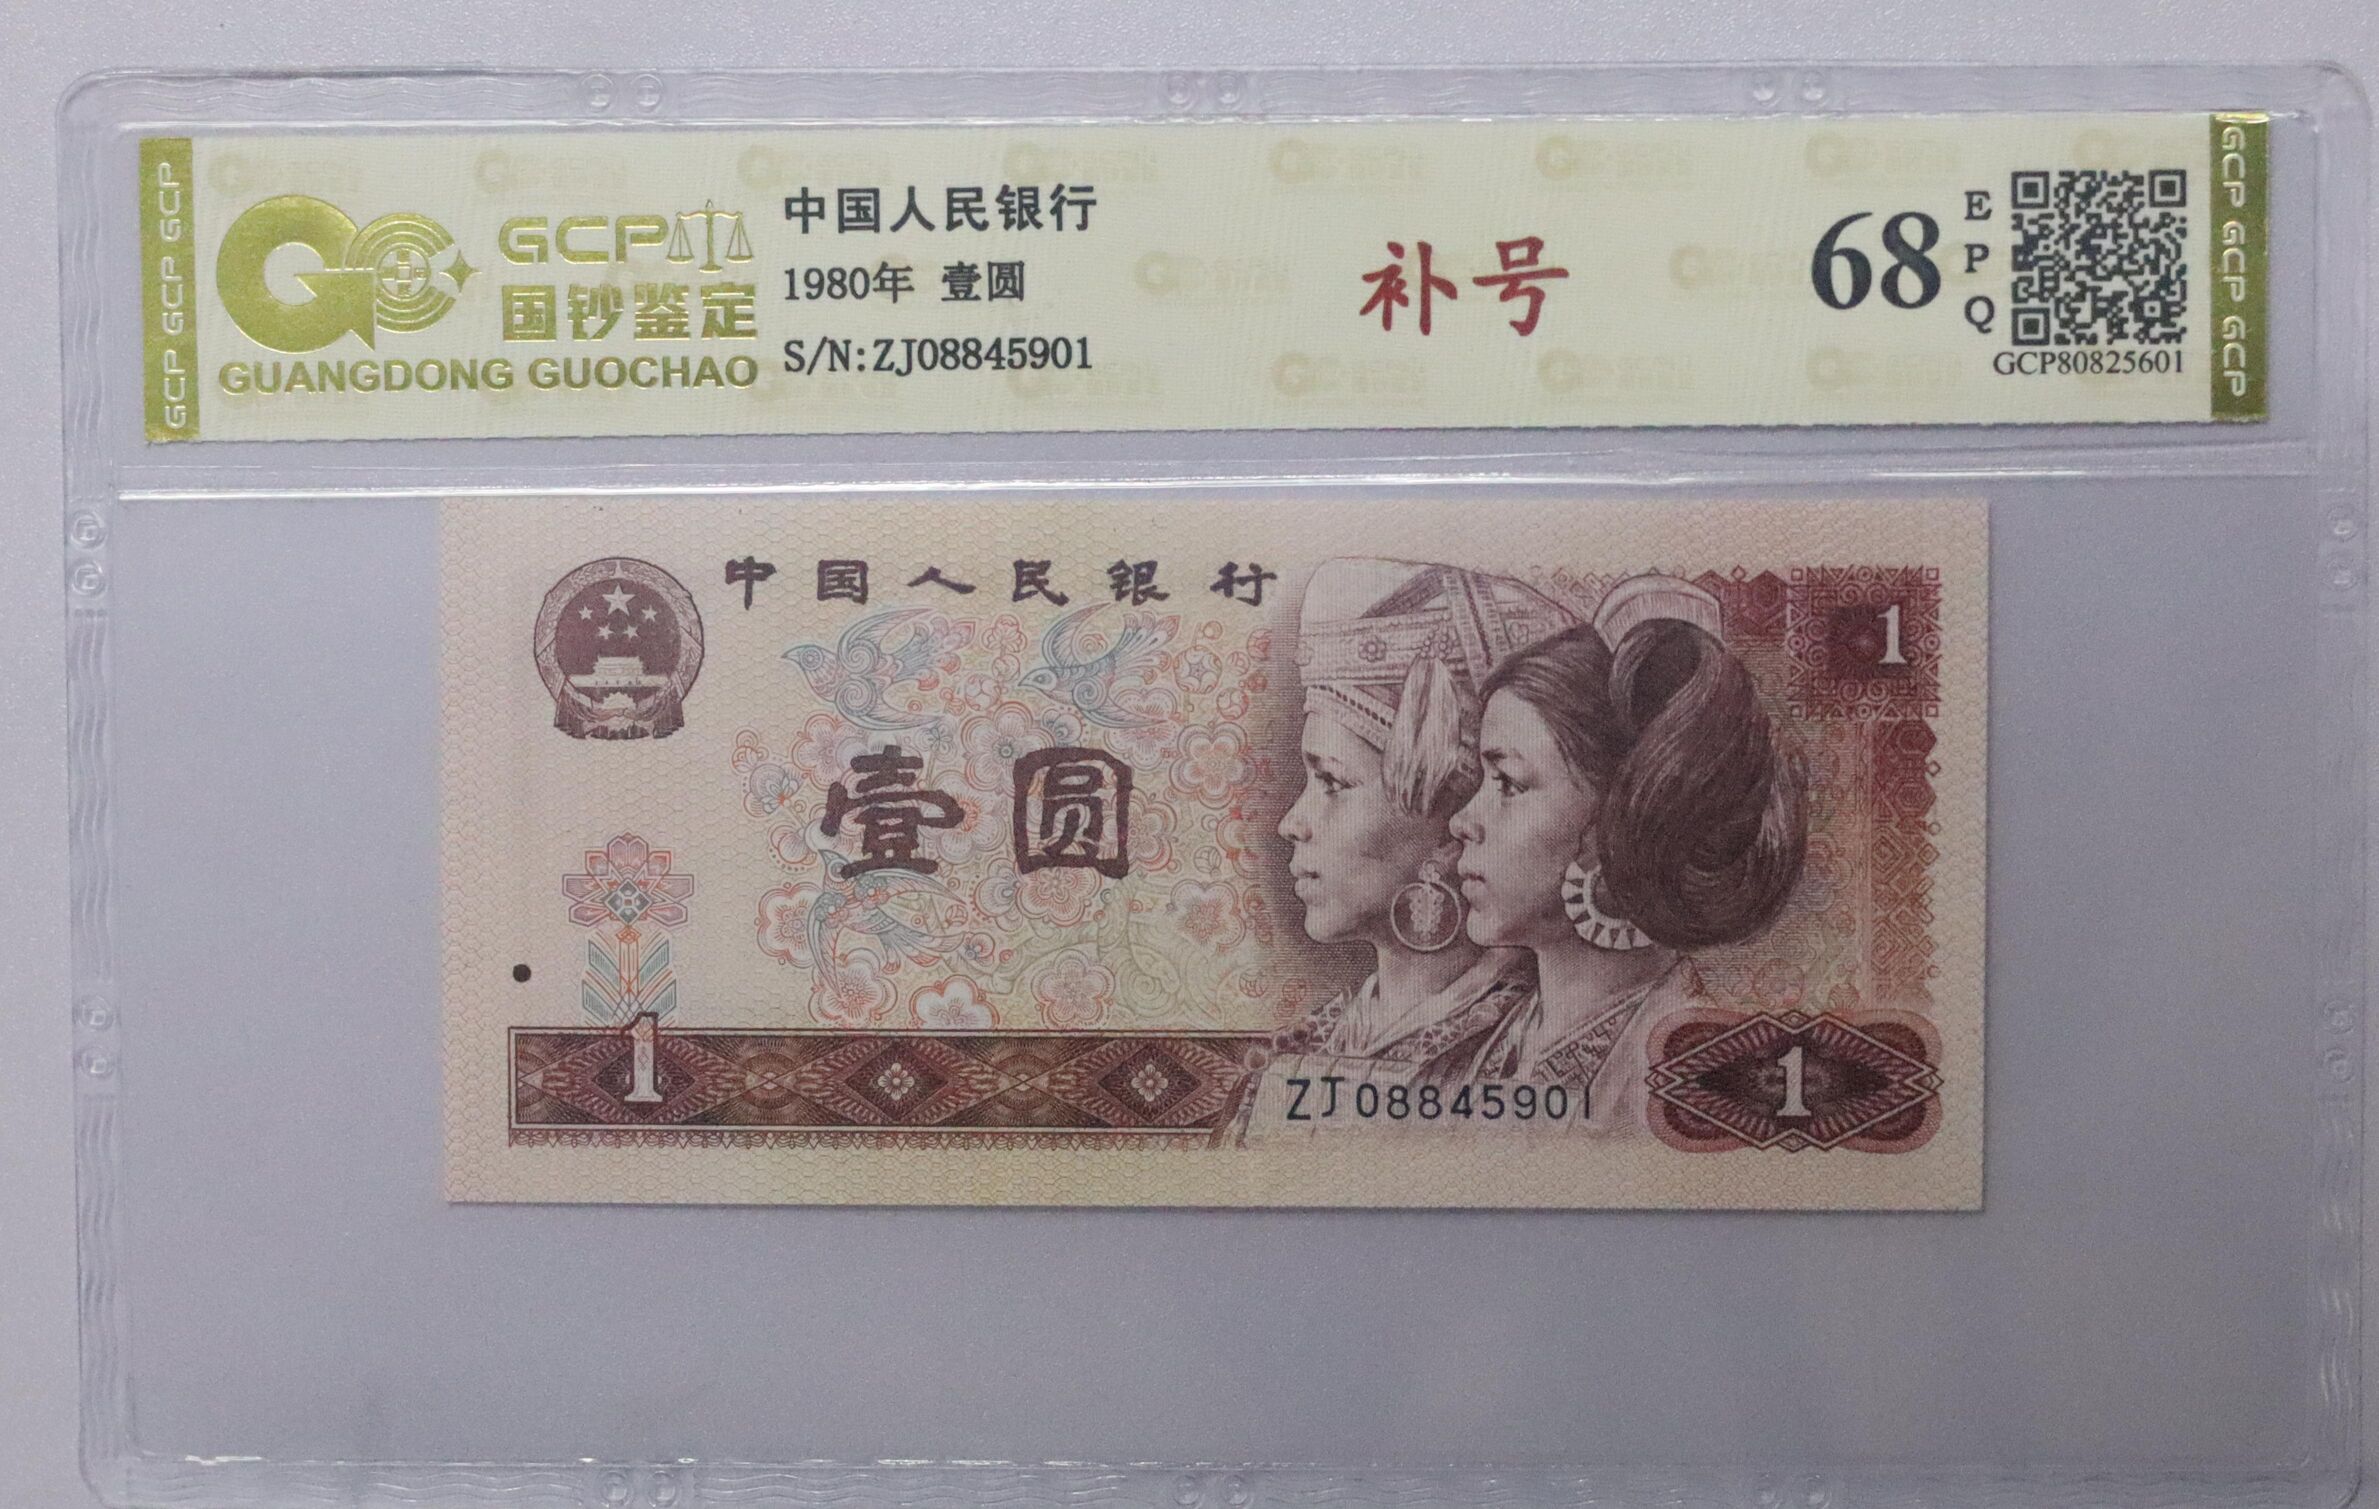 GCP GCP GCP
GCP
国钞鉴定
GUANGDONG GUOCHAO
中国人民银行
1980年 壹圆
S/N:ZJ08845901
补号
68
EPQ
GCP80825601
GCP GCP GCP
中国人民银行
1
壹圆
1
ZJ08845901
1